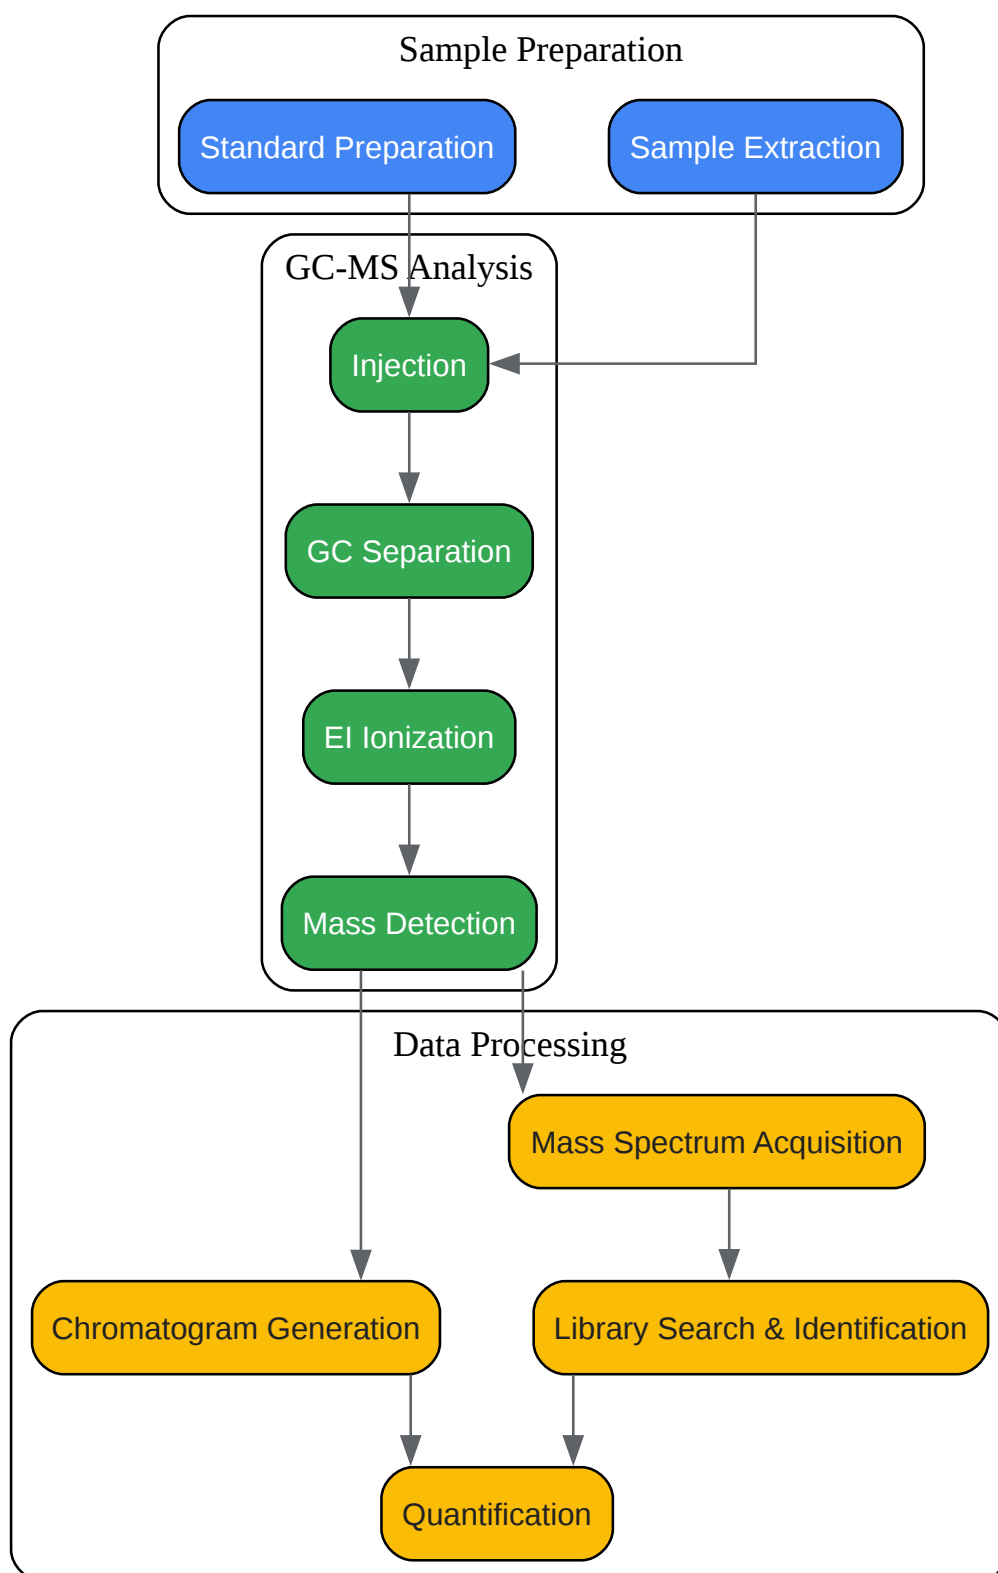 Sample Preparation
Standard Preparation
Sample Extraction
GC-MS Analysis
Injection
GC Separation
EI Ionization
Mass Detection
Data Processing
Mass Spectrum Acquisition
Chromatogram Generation
Library Search & Identification
Quantification